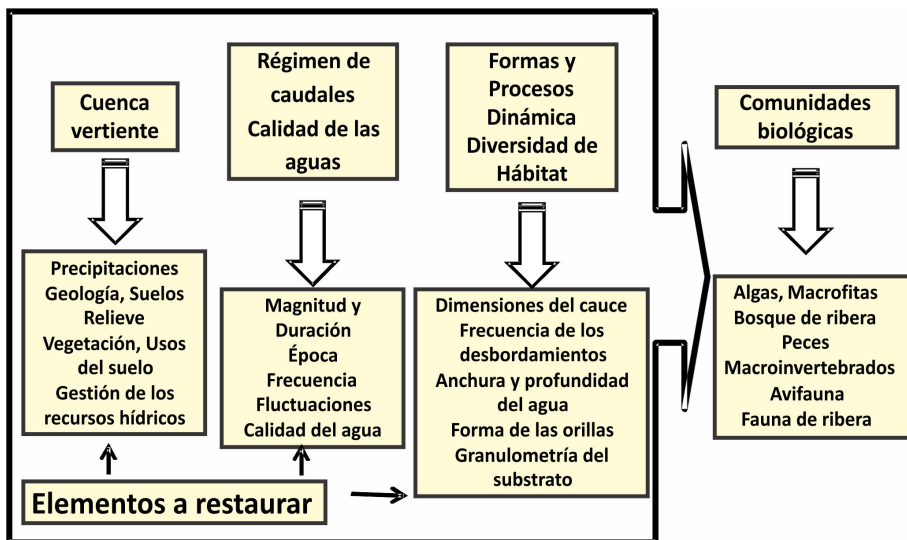 Cuenca
vertiente
Régimen de
caudales
Calidad de las
aguas
Formas y
Procesos
Dinámica
Diversidad de
Hábitat
Comunidades
biológicas
Precipitaciones
Geología, Suelos
Relieve
Vegetación, Usos
del suelo
Gestión de los
recursos hídricos
Magnitud y
Duración
Época
Frecuencia
Fluctuaciones
Calidad del agua
Dimensiones del cauce
Frecuencia de los
desbordamientos
Anchura y profundidad
del agua
Forma de las orillas
Granulometría del
substrato
Algas, Macrofitas
Bosque de ribera
Peces
Macroinvertebrados
Avifauna
Fauna de ribera
Elementos a restaurar